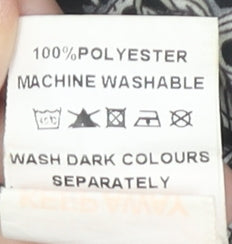 100%POLYESTER
MACHINE WASHABLE
WASH DARK COLOURS
SEPARATELY